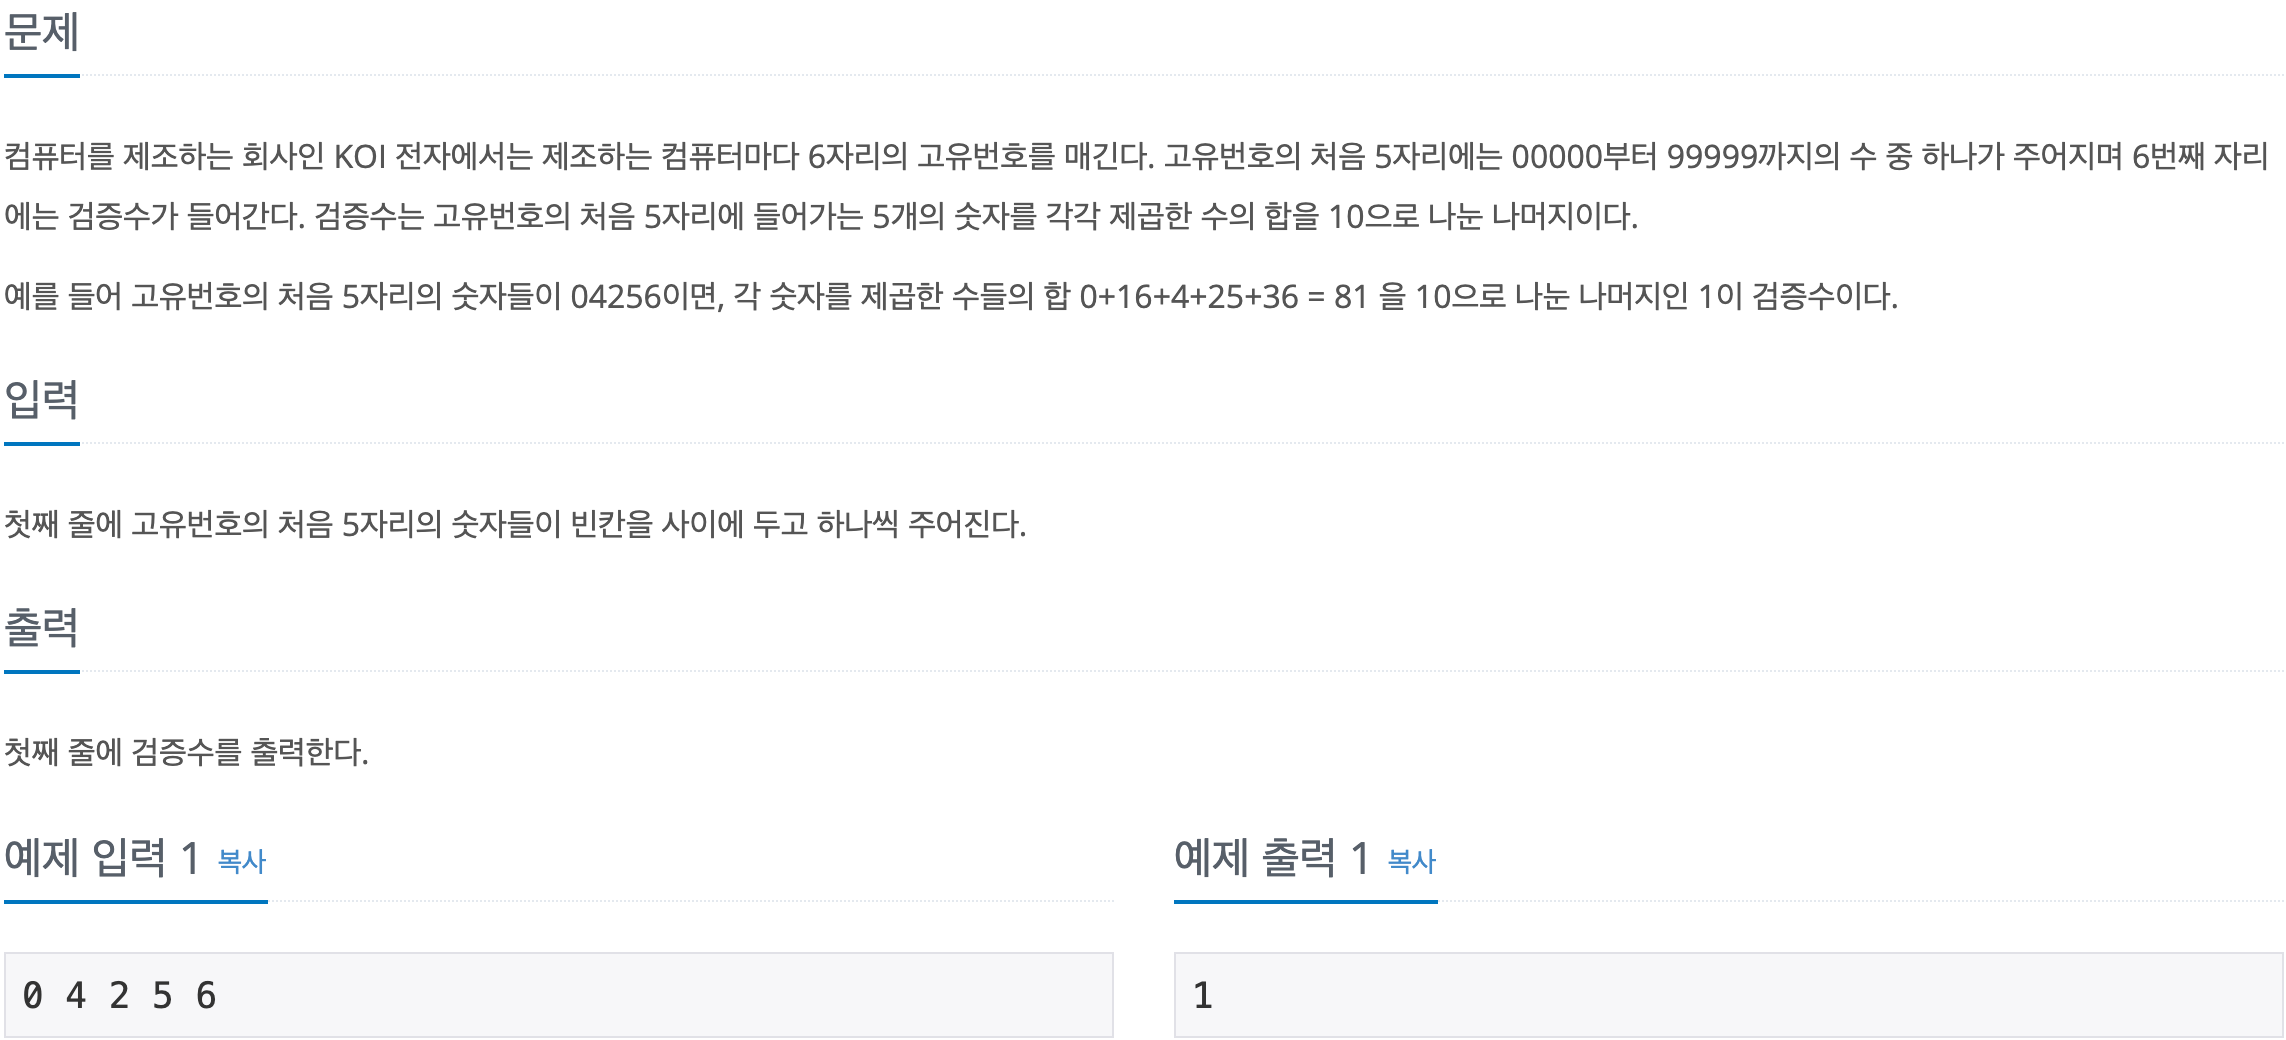 문제
컴퓨터를 제조하는 회사인 KOI 전자에서는 제조하는 컴퓨터마다 6자리의 고유번호를 매긴다. 고유번호의 처음 5자리에는 00000부터 99999까지의 수 중 하나가 주어지며 6번째 자리
에는 검증수가 들어간다. 검증수는 고유번호의 처음 5자리에 들어가는 5개의 숫자를 각각 제곱한 수의 합을 10으로 나눈 나머지이다.
예를 들어 고유번호의 처음 5자리의 숫자들이 04256이면, 각 숫자를 제곱한 수들의 합 0+16+4+25+36 = 81 을 10으로 나눈 나머지인 1이 검증수이다.
입력
첫째 줄에 고유번호의 처음 5자리의 숫자들이 빈칸을 사이에 두고 하나씩 주어진다.
출력
첫째 줄에 검증수를 출력한다.
예제 입력 1 복사
0 4 2 5 6
예제 출력 1 복사
1